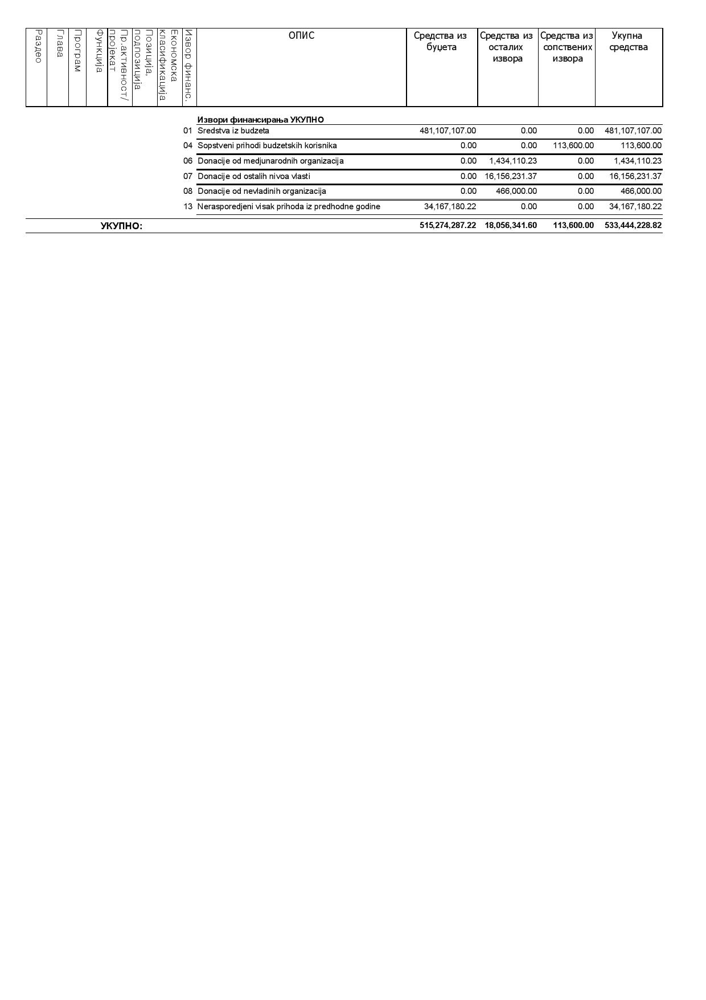 Раздео
Глава
Програм
Функција
Пр.активност/
пројекат
Позиција,
подпозиција
Економска
класификација
Извор финанс.
ОПИС
Средства из
буџета
Средства из
осталих
извора
Средства из
сопствених
извора
Укупна
средства
Извори финансирања УКУПНО
01 Sredstva iz budzeta 481,107,107.00 0.00 0.00 481,107,107.00
04 Sopstveni prihodi budzetskih korisnika 0.00 0.00 113,600.00 113,600.00
06 Donacije od medjunarodnih organizacija 0.00 1,434,110.23 0.00 1,434,110.23
07 Donacije od ostalih nivoa vlasti 0.00 16,156,231.37 0.00 16,156,231.37
08 Donacije od nevladinih organizacija 0.00 466,000.00 0.00 466,000.00
13 Nerasporedjeni visak prihoda iz predhodne godine 34,167,180.22 0.00 0.00 34,167,180.22
УКУПНО: 515,274,287.22 18,056,341.60 113,600.00 533,444,228.82